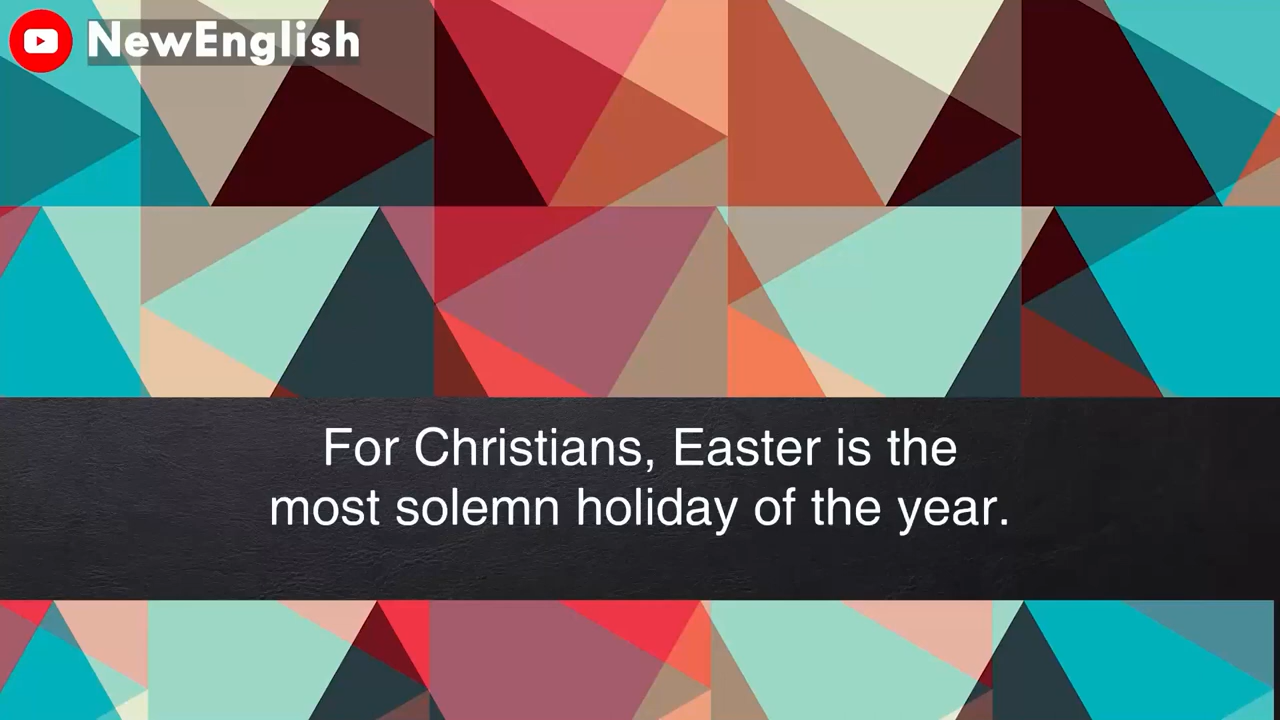 NewEnglish
For Christians, Easter is the
most solemn holiday of the year.